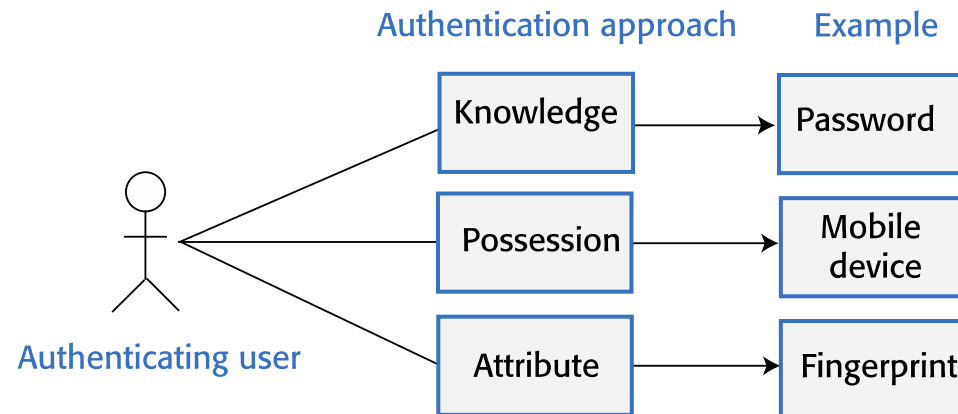 Authentication approach
Example
Knowledge
Password
Possession
Mobile
device
Authenticating user
Attribute
Fingerprint